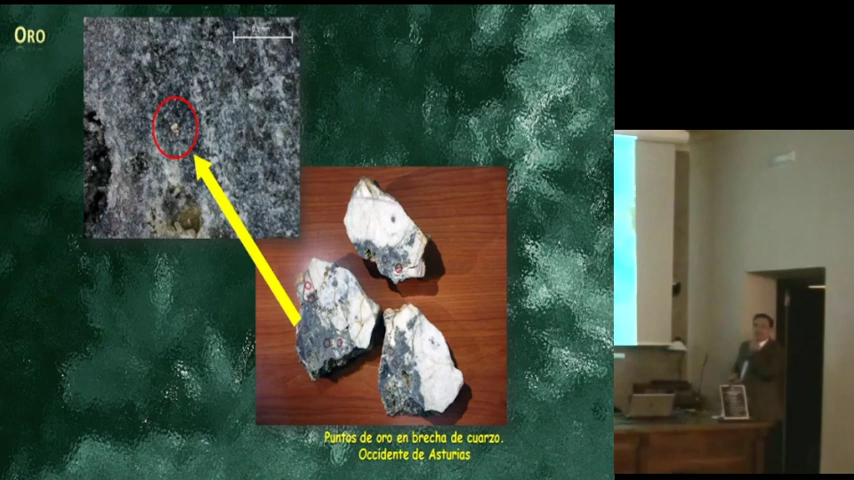 ORO
Puntos de oro en brecha de cuarzo.
Occidente de Asturias